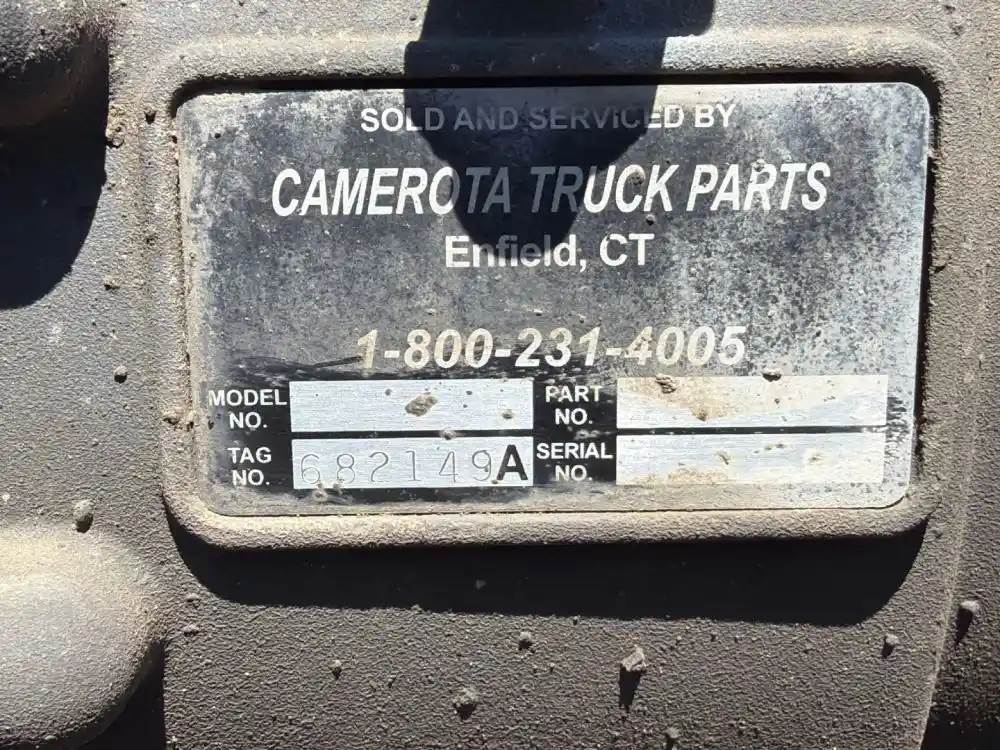 SOLD AND SERVICED BY
CAMEROTA TRUCK PARTS
Enfield, CT
1-800-231-4005
MODEL NO.
PART NO.
TAG NO. 682149A
SERIAL NO.